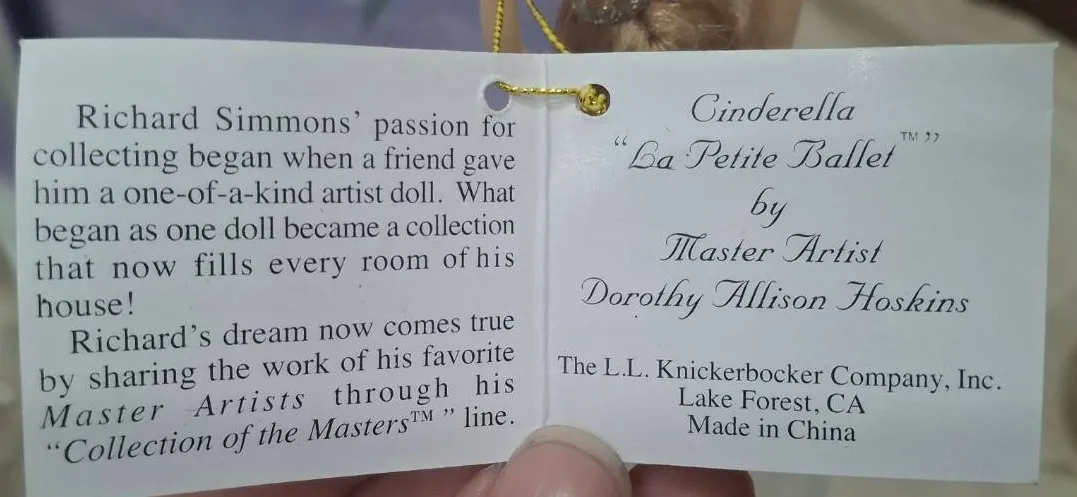 Richard Simmons' passion for
collecting began when a friend gave
him a one-of-a-kind artist doll. What
began as one doll became a collection
that now fills every room of his
house!
Richard's dream now comes true
by sharing the work of his favorite
Master Artists through his
“Collection of the Masters™ ” line.
Cinderella
“La Petite Ballet™”
by
Master Artist
Dorothy Allison Hoskins
The L.L. Knickerbocker Company, Inc.
Lake Forest, CA
Made in China